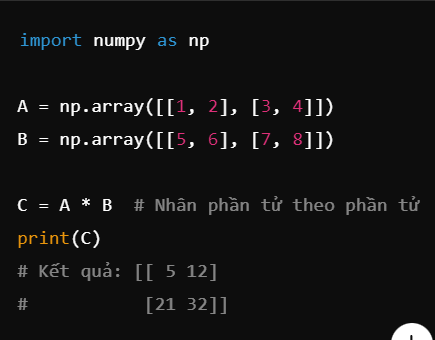 import numpy as np
A = np.array([[1, 2], [3, 4]])
B = np.array([[5, 6], [7, 8]])
C = A * B  # Nhân phần tử theo phần tử
print(C)
# Kết quả: [[ 5 12]
#           [21 32]]